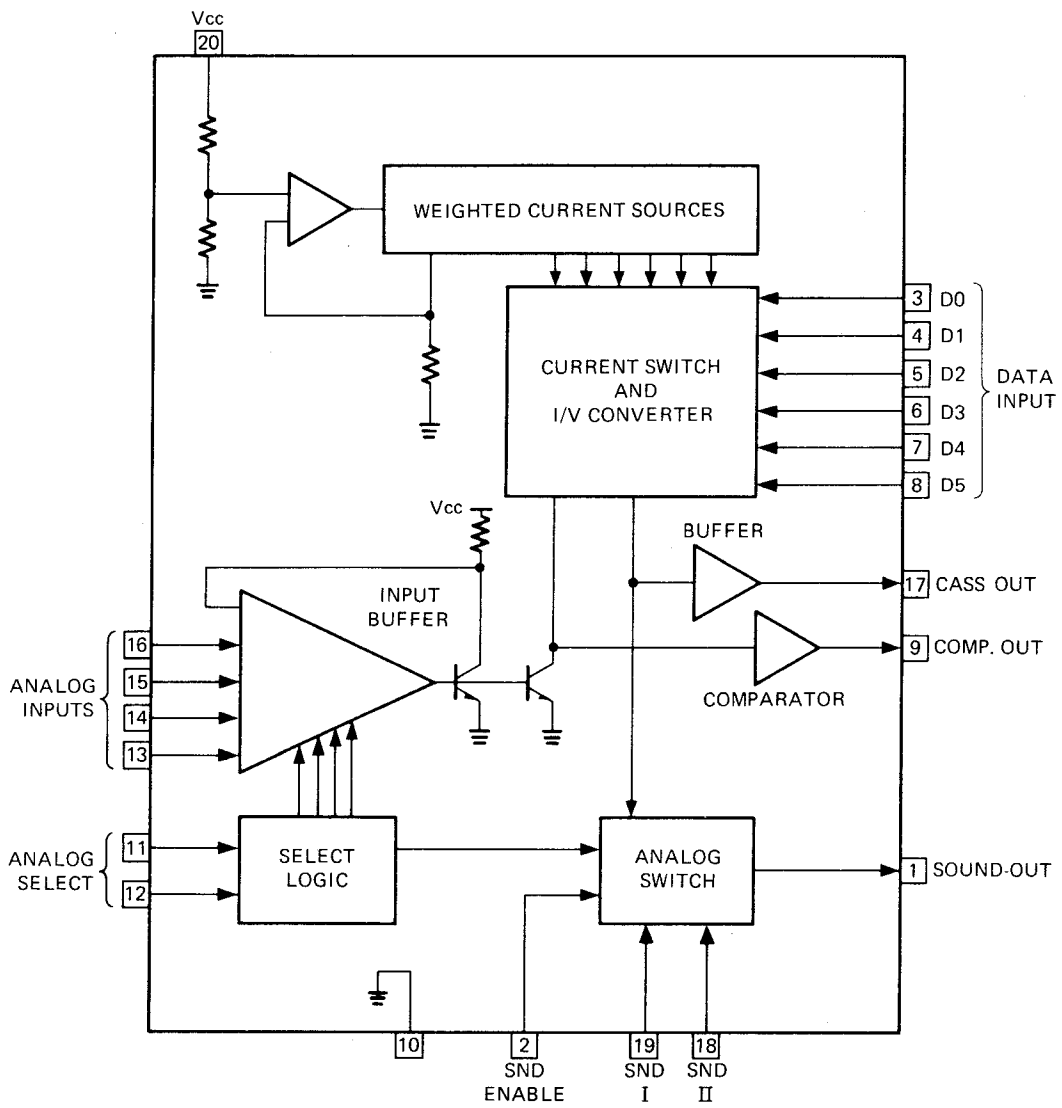 Vcc
20
WEIGHTED CURRENT SOURCES
3 D0
4 D1
CURRENT SWITCH
AND
I/V CONVERTER
5 D2
DATA
INPUT
6 D3
7 D4
8 D5
Vcc
BUFFER
17 CASS OUT
INPUT
BUFFER
16
9 COMP. OUT
ANALOG
INPUTS
15
14
13
COMPARATOR
ANALOG
SELECT
11
12
SELECT
LOGIC
ANALOG
SWITCH
1 SOUND-OUT
10
2
SND
ENABLE
19
SND
I
18
SND
II